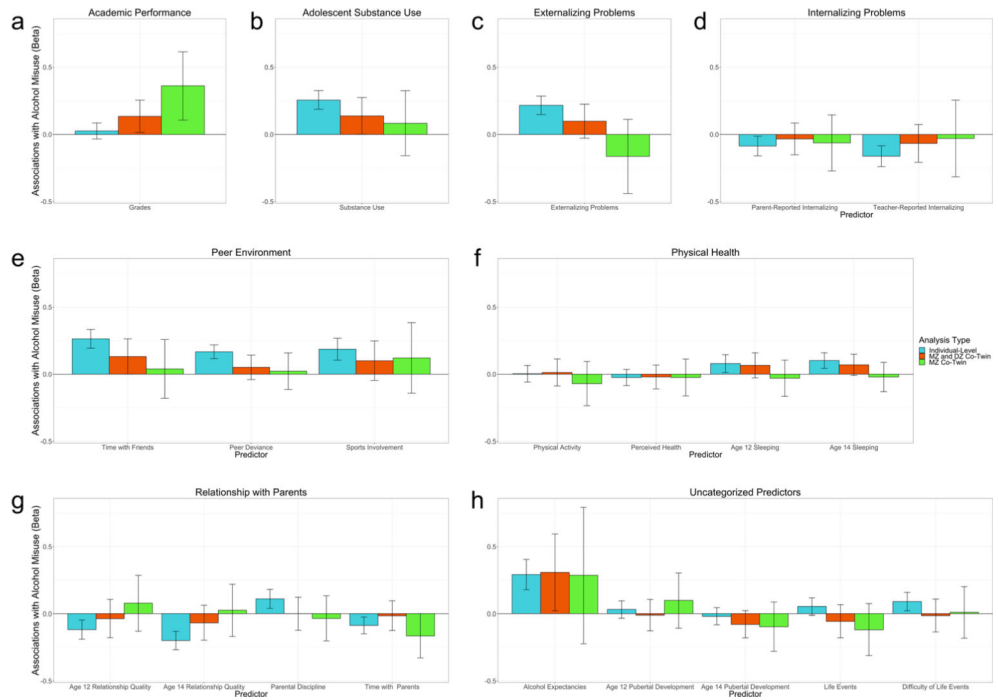 a
Academic Performance
Associations with Alcohol Misuse (Beta)
0.5
0.0
-0.5
Grades
b
Adolescent Substance Use
0.5
0.0
-0.5
Substance Use
c
Externalizing Problems
0.5
0.0
-0.5
Externalizing Problems
d
Internalizing Problems
0.5
0.0
-0.5
Parent-Reported Internalizing
Teacher-Reported Internalizing
Predictor
e
Peer Environment
Associations with Alcohol Misuse (Beta)
0.5
0.0
-0.5
Time with Friends
Peer Deviance
Sports Involvement
Predictor
f
Physical Health
0.5
0.0
-0.5
Physical Activity
Perceived Health
Age 12 Sleeping
Age 14 Sleeping
Predictor
Analysis Type
Individual-Level
MZ and DZ Co-Twin
MZ Co-Twin
g
Relationship with Parents
Associations with Alcohol Misuse (Beta)
0.5
0.0
-0.5
Age 12 Relationship Quality
Age 14 Relationship Quality
Parental Discipline
Time with Parents
Predictor
h
Uncategorized Predictors
0.5
0.0
-0.5
Alcohol Expectancies
Age 12 Pubertal Development
Age 14 Pubertal Development
Life Events
Difficulty of Life Events
Predictor